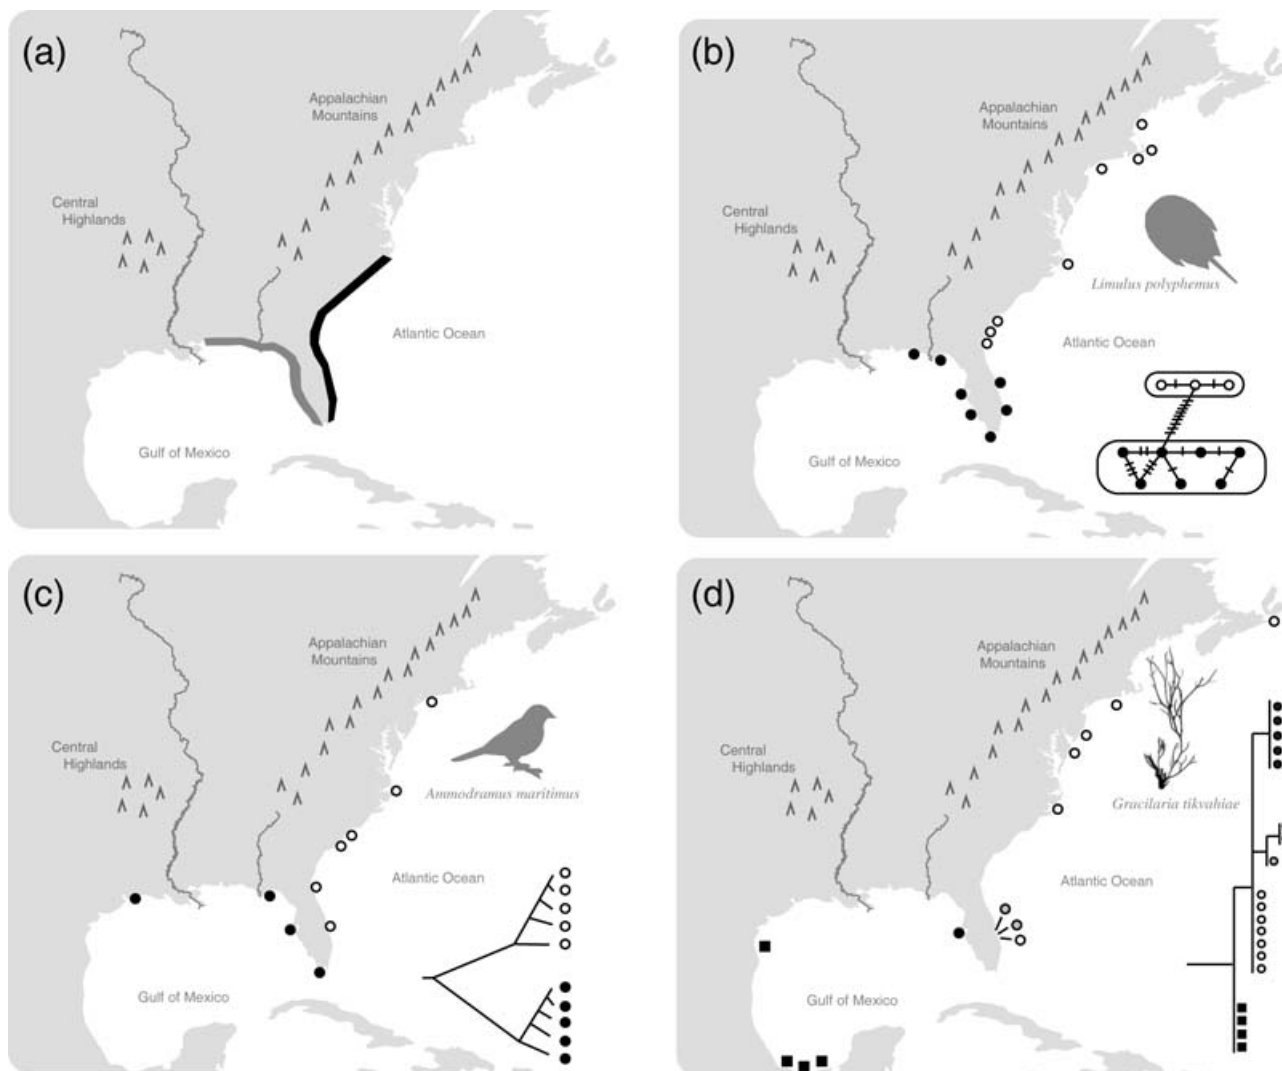 (a)
Appalachian
Mountains
Central
Highlands
Atlantic Ocean
Gulf of Mexico
(b)
Appalachian
Mountains
Central
Highlands
Limulus polyphemus
Atlantic Ocean
Gulf of Mexico
(c)
Appalachian
Mountains
Central
Highlands
Ammodramus maritimus
Atlantic Ocean
Gulf of Mexico
(d)
Appalachian
Mountains
Central
Highlands
Gracilaria tikvahiae
Atlantic Ocean
Gulf of Mexico